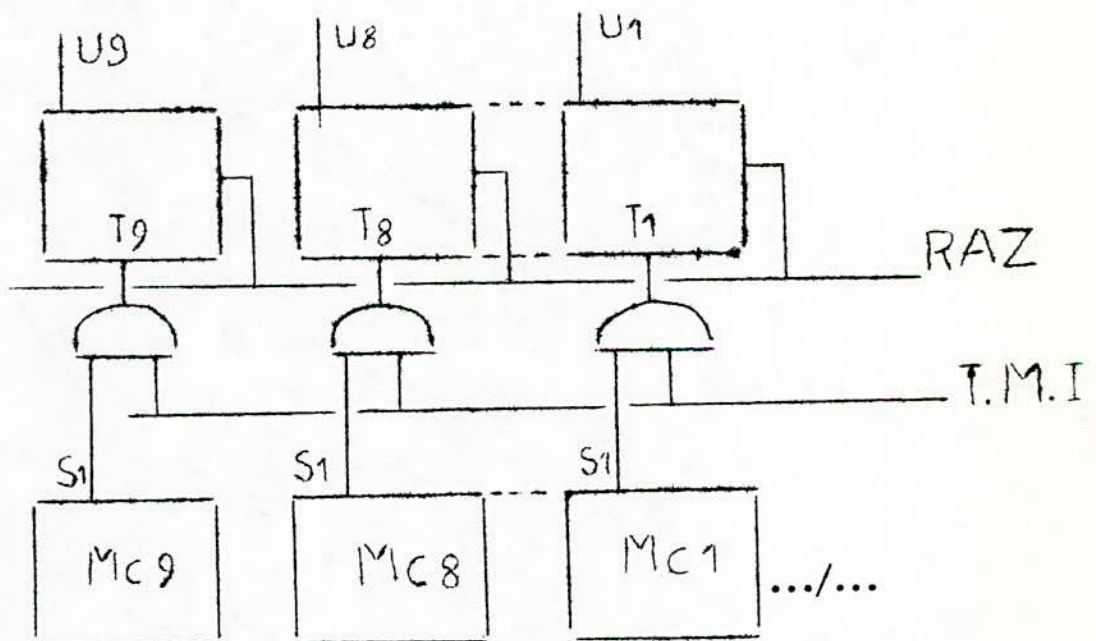 U9 U8 U1
T9 T8 T1
RAZ
T.M.I
S1 S1 S1
MC9 MC8 MC1 .../...